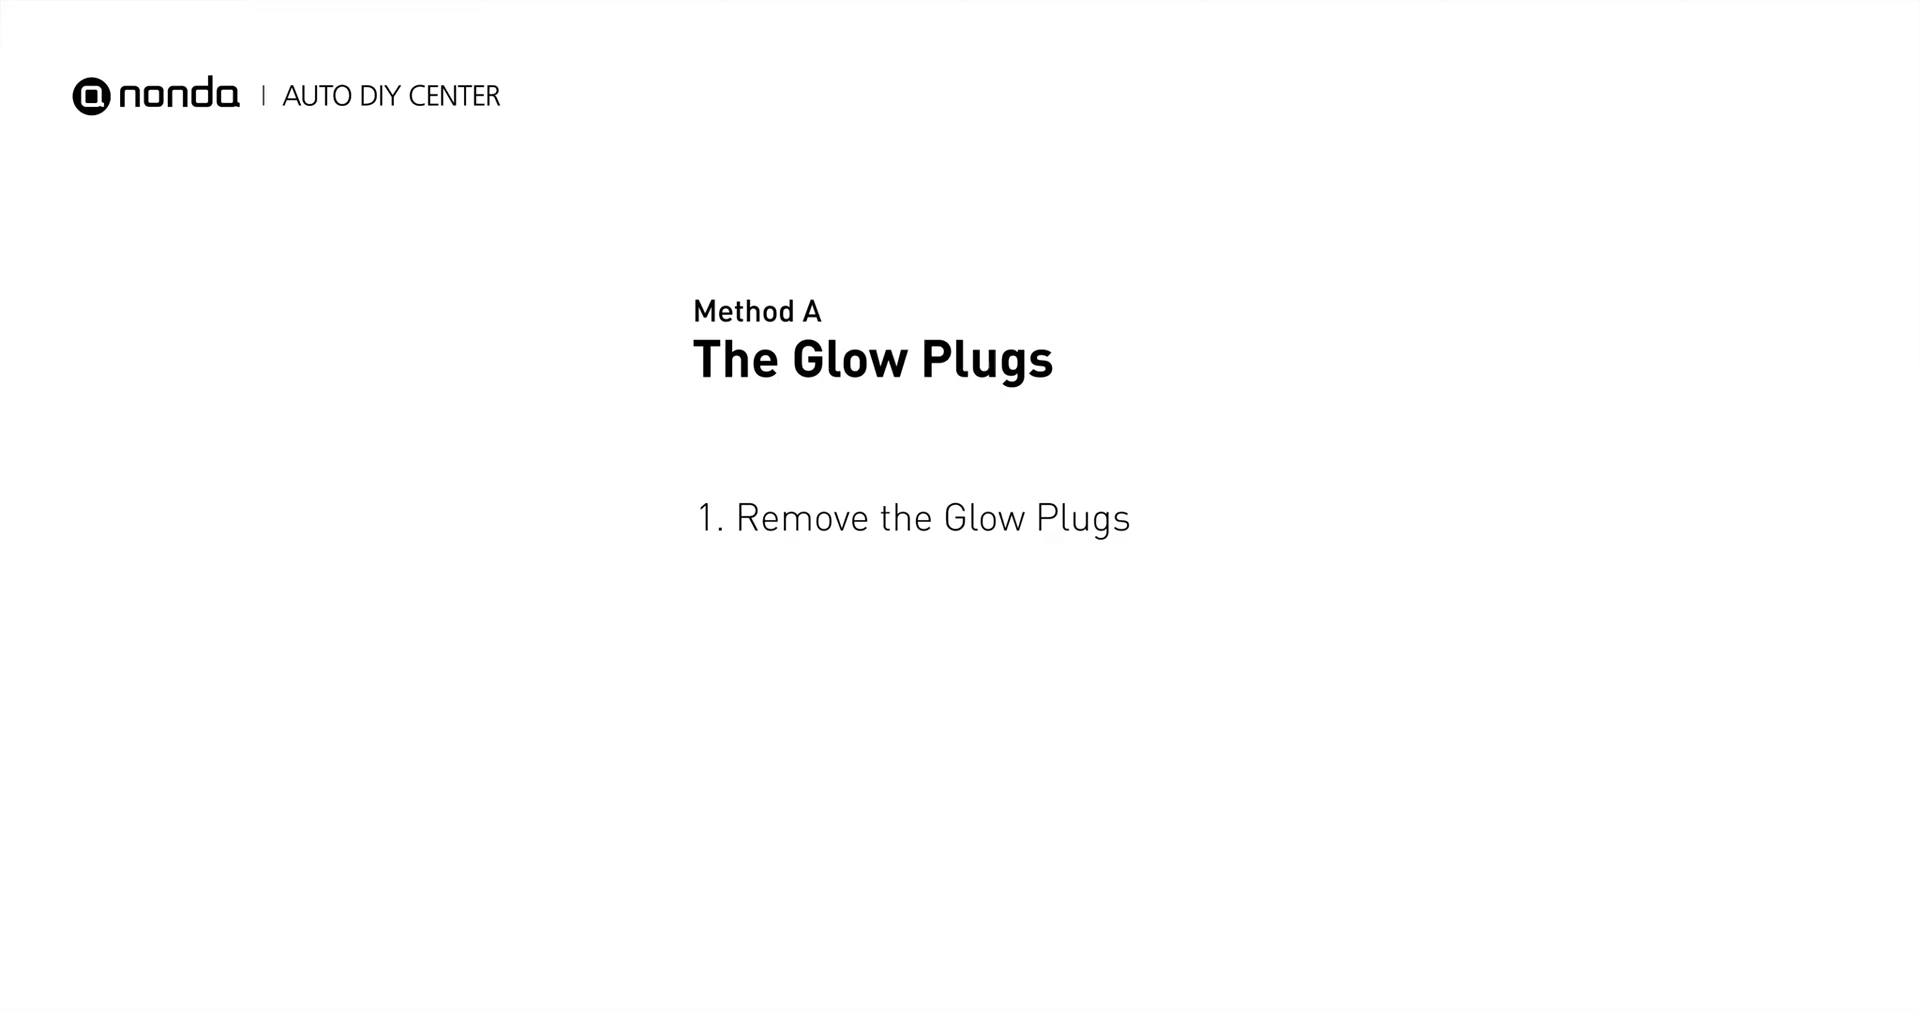 nonda | AUTO DIY CENTER
Method A
The Glow Plugs
1. Remove the Glow Plugs